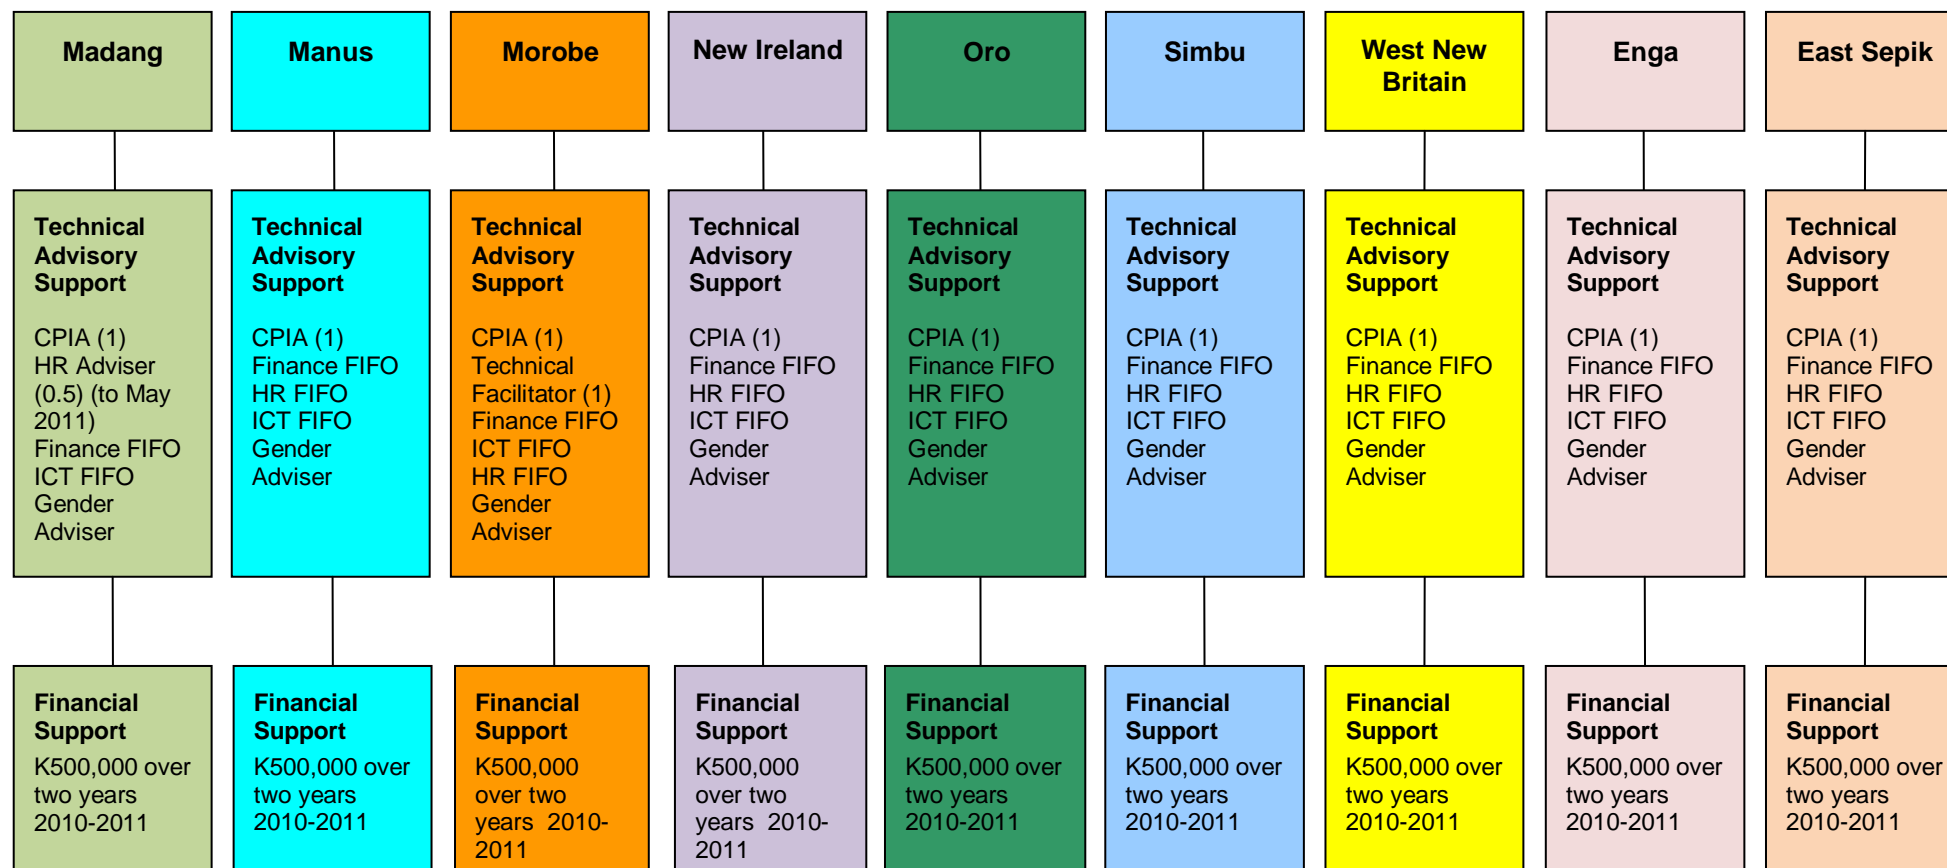 Madang
Technical
Advisory
Support
CPIA (1)
HR Adviser
(0.5) (to May
2011)
Finance FIFO
ICT FIFO
Gender
Adviser
Financial
Support
K500,000 over
two years
2010-2011
Manus
Technical
Advisory
Support
CPIA (1)
Finance FIFO
HR FIFO
ICT FIFO
Gender
Adviser
Financial
Support
K500,000 over
two years
2010-2011
Morobe
Technical
Advisory
Support
CPIA (1)
Technical
Facilitator (1)
Finance FIFO
ICT FIFO
HR FIFO
Gender
Adviser
Financial
Support
K500,000
over two
years 2010-
2011
New Ireland
Technical
Advisory
Support
CPIA (1)
Finance FIFO
HR FIFO
ICT FIFO
Gender
Adviser
Financial
Support
K500,000
over two
years 2010-
2011
Oro
Technical
Advisory
Support
CPIA (1)
Finance FIFO
HR FIFO
ICT FIFO
Gender
Adviser
Financial
Support
K500,000 over
two years
2010-2011
Simbu
Technical
Advisory
Support
CPIA (1)
Finance FIFO
HR FIFO
ICT FIFO
Gender
Adviser
Financial
Support
K500,000 over
two years
2010-2011
West New
Britain
Technical
Advisory
Support
CPIA (1)
Finance FIFO
HR FIFO
ICT FIFO
Gender
Adviser
Financial
Support
K500,000 over
two years
2010-2011
Enga
Technical
Advisory
Support
CPIA (1)
Finance FIFO
HR FIFO
ICT FIFO
Gender
Adviser
Financial
Support
K500,000 over
two years
2010-2011
East Sepik
Technical
Advisory
Support
CPIA (1)
Finance FIFO
HR FIFO
ICT FIFO
Gender
Adviser
Financial
Support
K500,000 over
two years
2010-2011